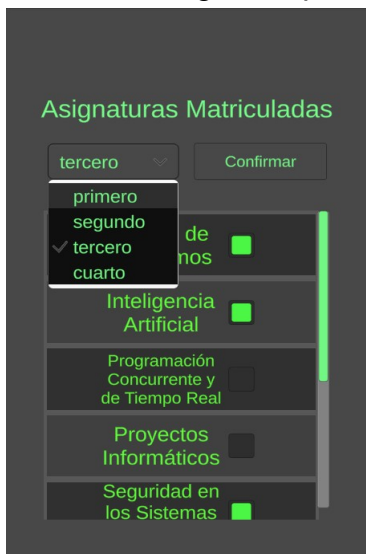 Asignaturas Matriculadas
tercero
Confirmar
primero
segundo
tercero
cuarto
de
Inteligencia
Artificial
Programación
Concurrente y
de Tiempo Real
Proyectos
Informáticos
Seguridad en
los Sistemas